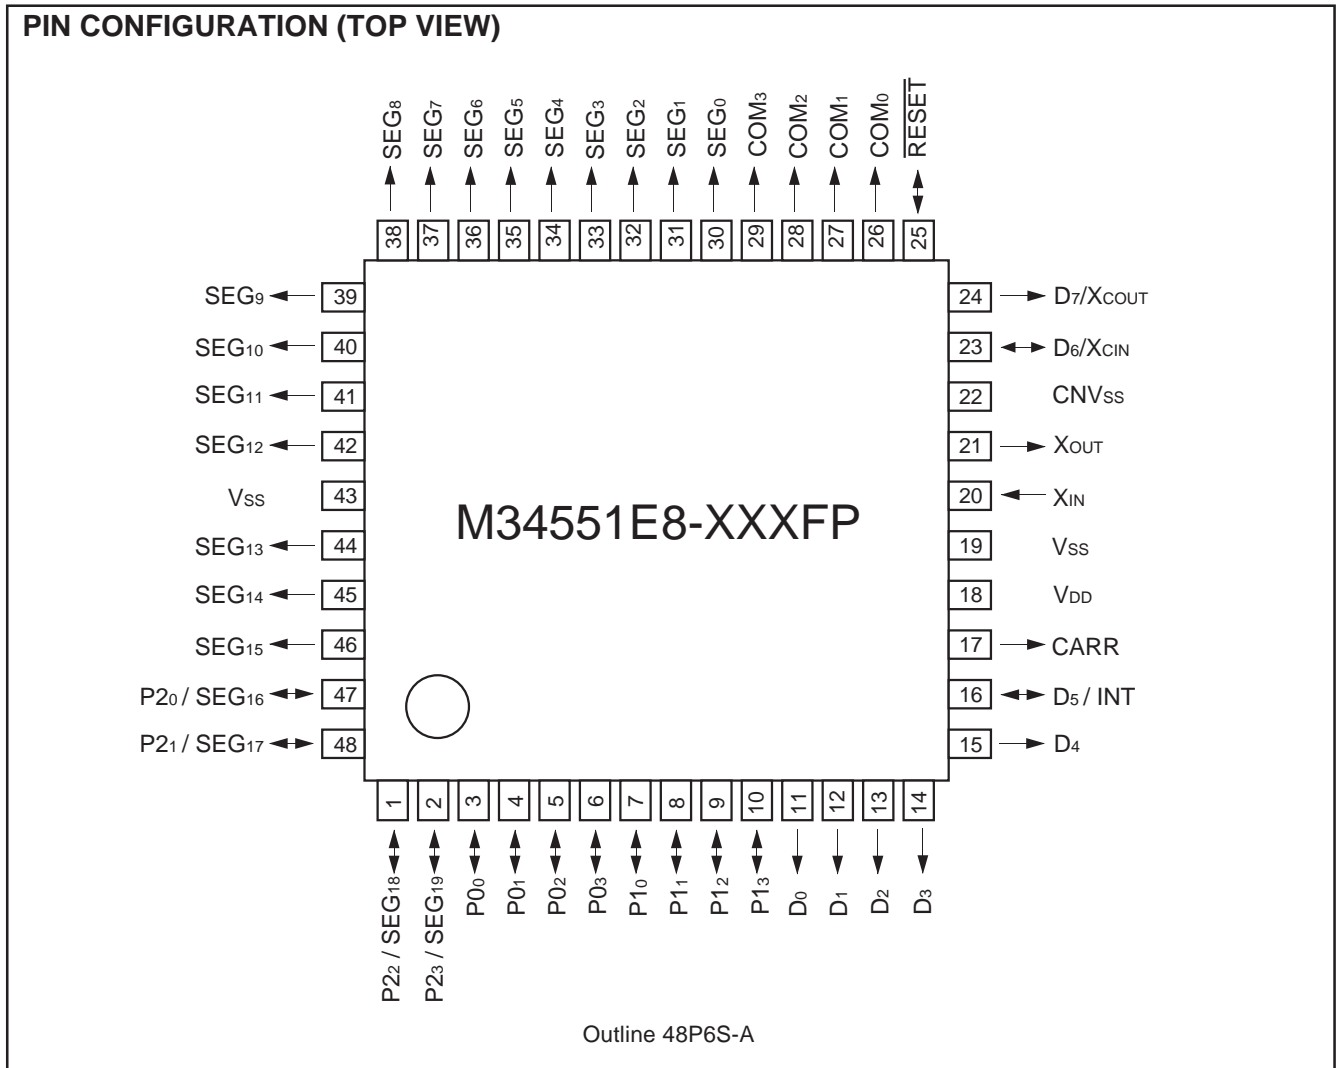 PIN CONFIGURATION (TOP VIEW)
SEG8
SEG7
SEG6
SEG5
SEG4
SEG3
SEG2
SEG1
SEG0
COM3
COM2
COM1
COM0
RESET
38
37
36
35
34
33
32
31
30
29
28
27
26
25
SEG9 39
SEG10 40
SEG11 41
SEG12 42
VSS 43
SEG13 44
SEG14 45
SEG15 46
P20 / SEG16 47
P21 / SEG17 48
M34551E8-XXXFP
24 D7/XCOUT
23 D6/XCIN
22 CNVSS
21 XOUT
20 XIN
19 VSS
18 VDD
17 CARR
16 D5 / INT
15 D4
1
2
3
4
5
6
7
8
9
10
11
12
13
14
P22 / SEG18
P23 / SEG19
P00
P01
P02
P03
P10
P11
P12
P13
D0
D1
D2
D3
Outline 48P6S-A